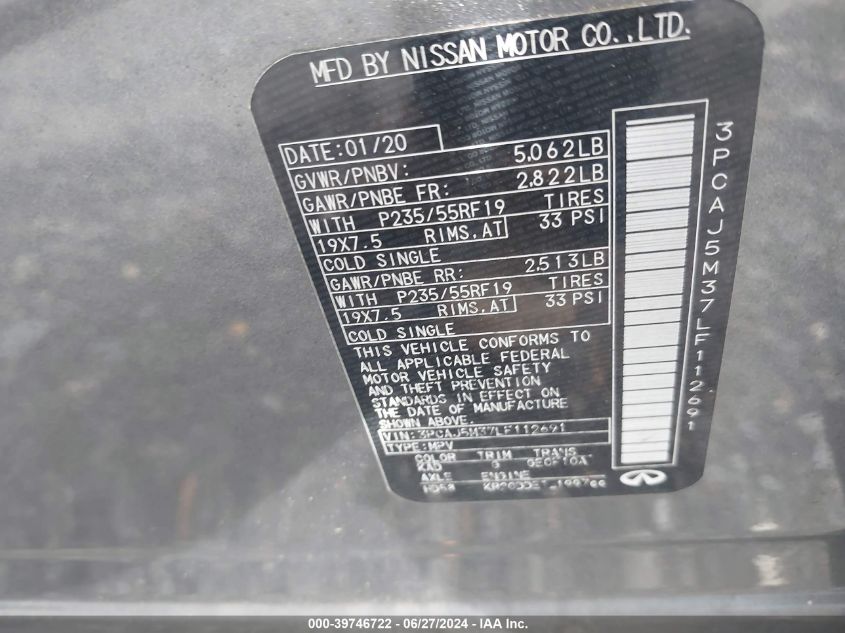 MFD BY NISSAN MOTOR CO.,LTD.
DATE:01/20
GVWR/PNBV: 5.062LB
GAWR/PNBE FR: 2.822LB
WITH P235/55RF19 TIRES
19X7.5 RIMS,AT 33 PSI
COLD SINGLE
GAWR/PNBE RR: 2.513LB
WITH P235/55RF19 TIRES
19X7.5 RIMS,AT 33 PSI
COLD SINGLE
THIS VEHICLE CONFORMS TO
ALL APPLICABLE FEDERAL
MOTOR VEHICLE SAFETY
AND THEFT PREVENTION
STANDARDS IN EFFECT ON
THE DATE OF MANUFACTURE
SHOWN ABOVE.
VIN: 3PCAJ5M37LF112691
TYPE:MPV
COLOR TRIM TRANS.
KAD
AXLE ENGINE
3PCAJ5M37LF112691
000-39746722 - 06/27/2024 - IAA Inc.